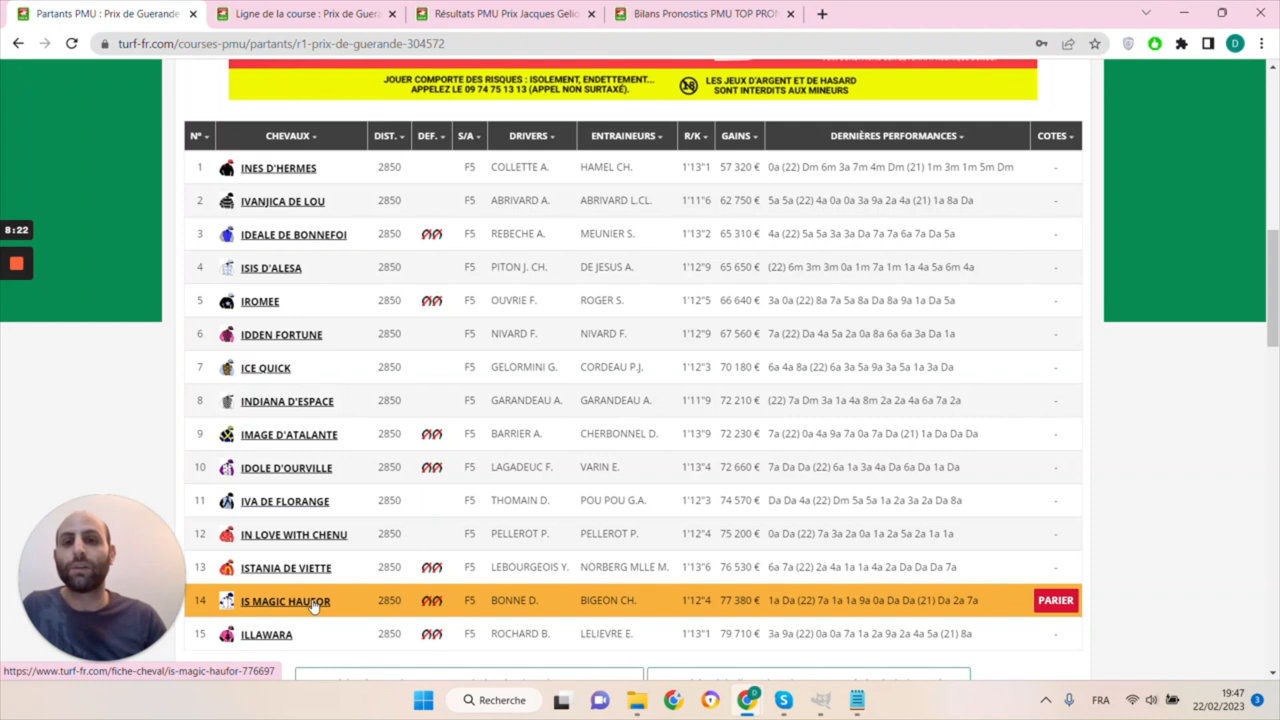 Partants PMU : Prix de Guerande
Ligne de la course : Prix de Guera
Résultats PMU Prix Jacques Gelio
Bilans Pronostics PMU TOP PRO
turf-fr.com/courses-pmu/partants/r1-prix-de-guerande-304572
D
JOUER COMPORTE DES RISQUES : ISOLEMENT, ENDETTEMENT...
APPELEZ LE 09 74 75 13 13 (APPEL NON SURTAXÉ).
18
LES JEUX D'ARGENT ET DE HASARD
SONT INTERDITS AUX MINEURS
N° CHEVAUX DIST. DEF. S/A DRIVERS ENTRAINEURS R/K GAINS DERNIÈRES PERFORMANCES COTES
1 INES D'HERMES 2850 F5 COLLETTE A. HAMEL CH. 1'13"1 57 320 € 0a (22) Dm 6m 3a 7m 4m Dm (21) 1m 3m 1m 5m Dm -
2 IVANJICA DE LOU 2850 F5 ABRIVARD A. ABRIVARD L.CL. 1'11"6 62 750 € 5a 5a (22) 4a 0a 0a 3a 9a 2a 4a (21) 1a 8a Da -
3 IDEALE DE BONNEFOI 2850 F5 REBECHE A. MEUNIER S. 1'13"2 65 310 € 4a (22) 5a 5a 3a 3a Da 7a 7a 6a 7a Da 5a -
4 ISIS D'ALESA 2850 F5 PITON J. CH. DE JESUS A. 1'12"9 65 650 € (22) 6m 3m 3m 0a 1m 7a 1m 1a 4a 5a 6m 4a -
5 IROMEE 2850 F5 OUVRIE F. ROGER S. 1'12"5 66 640 € 3a 0a (22) 8a 7a 5a 8a Da 8a 9a 1a Da 5a -
6 IDDEN FORTUNE 2850 F5 NIVARD F. NIVARD F. 1'12"9 67 560 € 7a (22) Da 4a 5a 2a 0a 8a 6a 6a 3a Da 1a -
7 ICE QUICK 2850 F5 GELORMINI G. CORDEAU P.J. 1'12"3 70 180 € 6a 4a 8a (22) 6a 3a 5a 9a 3a 5a 1a 3a Da -
8 INDIANA D'ESPACE 2850 F5 GARANDEAU A. GARANDEAU A. 1'11"9 72 210 € (22) 7a Dm 3a 1a 4a 8m 2a 2a 4a 6a 7a 2a -
9 IMAGE D'ATALANTE 2850 F5 BARRIER A. CHERBONNEL D. 1'13"9 72 230 € 7a (22) 0a 4a 9a 7a 0a 7a Da (21) 1a Da Da Da -
10 IDOLE D'OURVILLE 2850 F5 LAGADEUC F. VARIN E. 1'13"4 72 660 € 7a Da Da (22) 6a 1a 3a 4a Da 6a Da 1a Da -
11 IVA DE FLORANGE 2850 F5 THOMAIN D. POU POU G.A. 1'12"3 74 570 € Da Da 4a (22) Dm 5a 5a 1a 2a 3a 2a Da 8a -
12 IN LOVE WITH CHENU 2850 F5 PELLEROT P. PELLEROT P. 1'12"4 75 200 € 0a Da (22) 7a 3a 2a 0a 1a 2a 5a 2a 1a 1a -
13 ISTANIA DE VIETTE 2850 F5 LEBOURGEOIS Y. NORBERG MLLE M. 1'12"3 76 530 € 6a 7a (22) 2a 4a 1a 1a 4a 2a Da Da Da 7a -
14 IS MAGIC HAUFOR 2850 F5 BONNE D. BIGEON CH. 1'12"4 77 380 € 1a Da (22) 7a 1a 1a 9a 0a Da Da (21) Da 2a 7a PARIER
15 ILLAWARA 2850 F5 ROCHARD B. LELIEVRE E. 1'13"1 79 710 € 3a 9a (22) 0a 0a 7a 1a 2a 9a 2a 4a 5a (21) 8a -
8:22
https://www.turf-fr.com/fiche-cheval/is-magic-haufor-776697
Recherche
FRA
19:47
22/02/2023
3